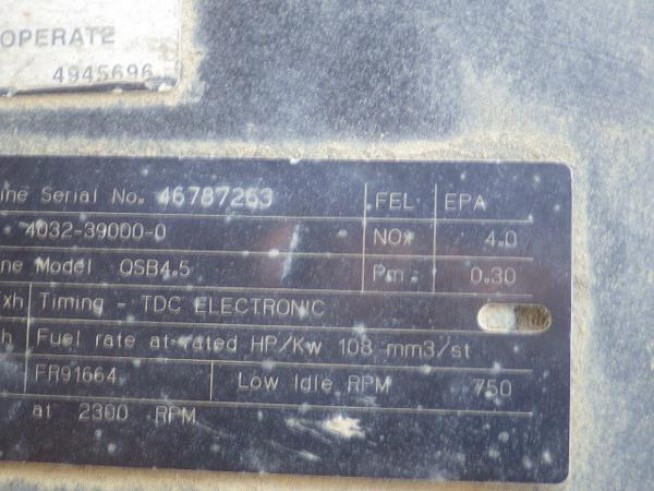 OPERATE
4945696
ine Serial No. 46787263
FEL EPA
4032-39000-0
NOx 4.0
ne Model QSB4.5
Pm 0.30
xh Timing - TDC ELECTRONIC
h Fuel rate at rated HP/Kw 108 mm3/st
FR91664 Low Idle RPM 750
at 2300 RPM